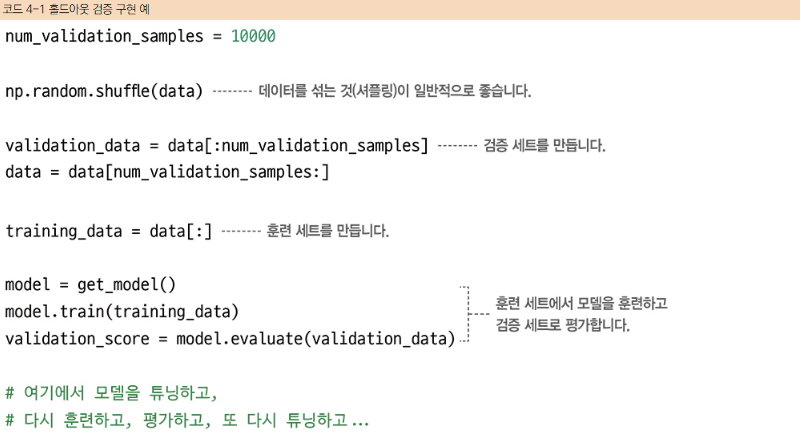 코드 4-1 홀드아웃 검증 구현 예
num_validation_samples = 10000
np.random.shuffle(data) -------- 데이터를 섞는 것(셔플링)이 일반적으로 좋습니다.
validation_data = data[:num_validation_samples] -------- 검증 세트를 만듭니다.
data = data[num_validation_samples:]
training_data = data[:] -------- 훈련 세트를 만듭니다.
model = get_model()
model.train(training_data)
validation_score = model.evaluate(validation_data)
훈련 세트에서 모델을 훈련하고
검증 세트로 평가합니다.
# 여기에서 모델을 튜닝하고,
# 다시 훈련하고, 평가하고, 또 다시 튜닝하고...